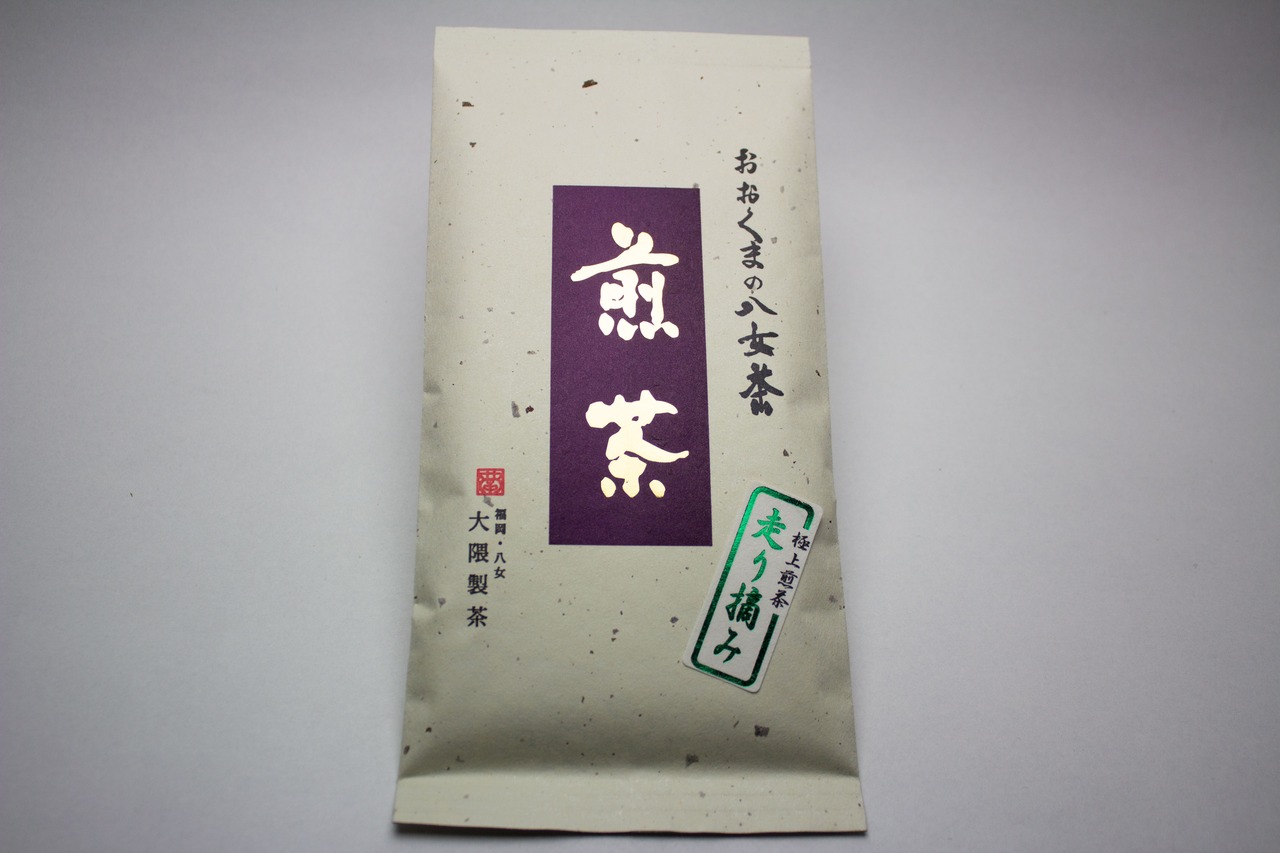 おおくまの八女茶
煎茶
極上煎茶
走り摘み
福岡・八女
大隈製茶